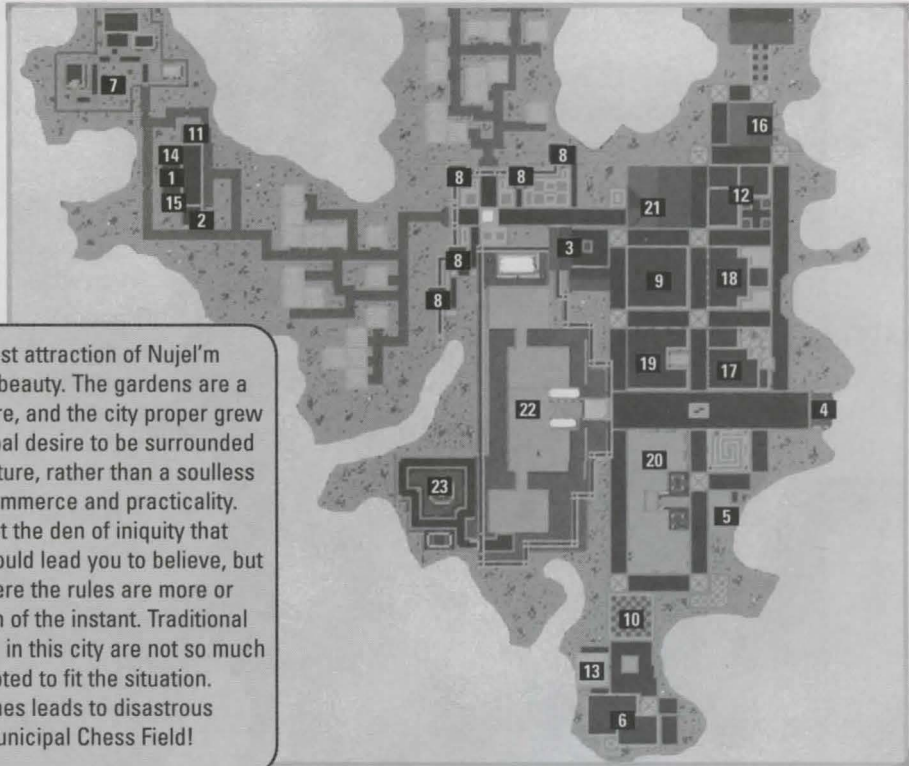 7
11
14
1
15
2
8
8
8
8
8
3
16
12
21
9
18
19
17
4
22
20
23
5
10
13
6
st attraction of Nujel'm
beauty. The gardens are a
re, and the city proper grew
bal desire to be surrounded
ture, rather than a soulless
mmerce and practicality.
t the den of iniquity that
ould lead you to believe, but
ere the rules are more or
n of the instant. Traditional
in this city are not so much
oted to fit the situation.
nes leads to disastrous
unicipal Chess Field!